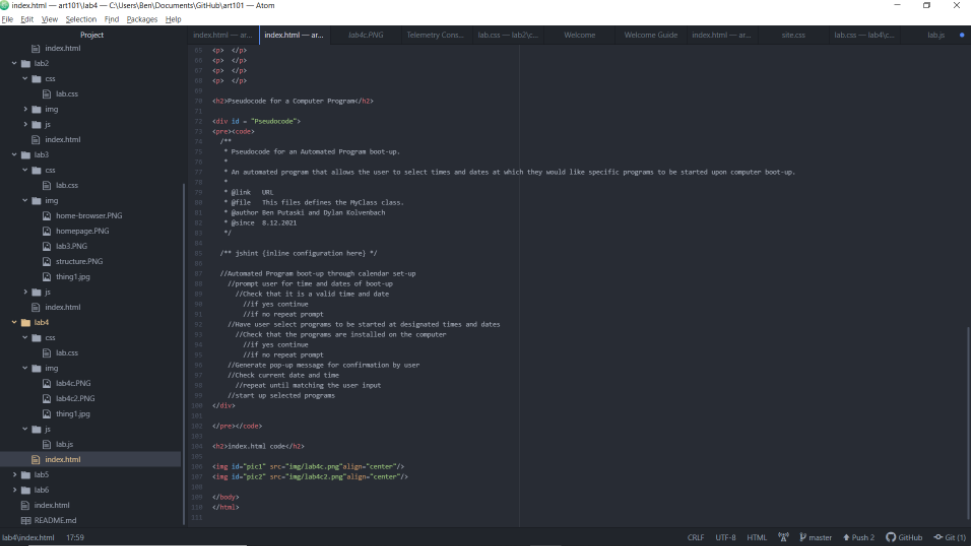 index.html — art101\lab4 — C:\Users\Ben\Documents\GitHub\art101 — Atom
File Edit View Selection Find Packages Help
Project
index.html — ar...
index.html — ar...
lab4c.PNG
Telemetry Cons...
lab.css — lab2\c...
Welcome
Welcome Guide
index.html — ar...
site.css
lab.css — lab4\c...
lab.js
index.html
lab2
css
lab.css
img
js
index.html
lab3
css
lab.css
img
home-browser.PNG
homepage.PNG
lab3.PNG
structure.PNG
thing1.jpg
js
index.html
lab4
css
lab.css
img
lab4c.PNG
lab4c2.PNG
thing1.jpg
js
lab.js
index.html
lab5
lab6
index.html
README.md
65 <p> </p>
66 <p> </p>
67 <p> </p>
68 <p> </p>
69
70 <h2>Pseudocode for a Computer Program</h2>
71
72 <div id = "Pseudocode">
73 <pre><code>
74 /**
75 * Pseudocode for an Automated Program boot-up.
76 *
77 * An automated program that allows the user to select times and dates at which they would like specific programs to be started upon computer boot-up.
78 *
79 * @link URL
80 * @file This files defines the MyClass class.
81 * @author Ben Putaski and Dylan Kolvenbach
82 * @since 8.12.2021
83 */
84
85 /** jshint {inline configuration here} */
86
87 //Automated Program boot-up through calendar set-up
88 //prompt user for time and dates of boot-up
89 //Check that it is a valid time and date
90 //if yes continue
91 //if no repeat prompt
92 //Have user select programs to be started at designated times and dates
93 //Check that the programs are installed on the computer
94 //if yes continue
95 //if no repeat prompt
96 //Generate pop-up message for confirmation by user
97 //Check current date and time
98 //repeat until matching the user input
99 //start up selected programs
100 </div>
101
102 </pre></code>
103
104 <h2>index.html code</h2>
105
106 <img id="pic1" src="img/lab4c.png"align="center"/>
107 <img id="pic2" src="img/lab4c2.png"align="center"/>
108
109 </body>
110 </html>
111
lab4\index.html 17:59
CRLF UTF-8 HTML master Push 2 GitHub Git (1)